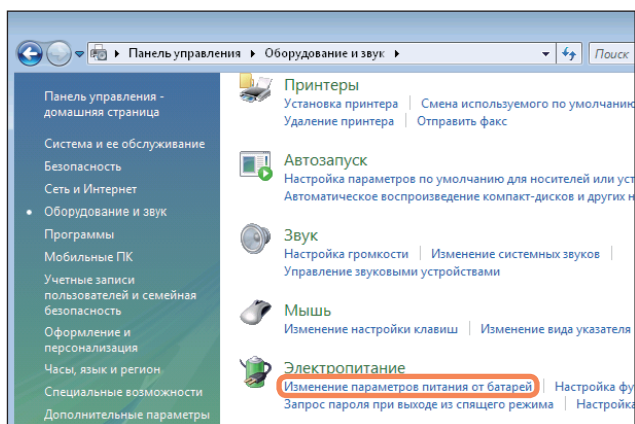 Панель управления ▸ Оборудование и звук ▸
Поиск
Панель управления -
домашняя страница
Система и ее обслуживание
Безопасность
Сеть и Интернет
Оборудование и звук
Программы
Мобильные ПК
Учетные записи
пользователей и семейная
безопасность
Оформление и
персонализация
Часы, язык и регион
Специальные возможности
Дополнительные параметры
Принтеры
Установка принтера | Смена используемого по умолчанию
Удаление принтера | Отправить факс
Автозапуск
Настройка параметров по умолчанию для носителей или
Автоматическое воспроизведение компакт-дисков и других
Звук
Настройка громкости | Изменение системных звуков |
Управление звуковыми устройствами
Мышь
Изменение настройки клавиш | Изменение вида указателя
Электропитание
Изменение параметров питания от батарей | Настройка
Запрос пароля при выходе из спящего режима | Настройка